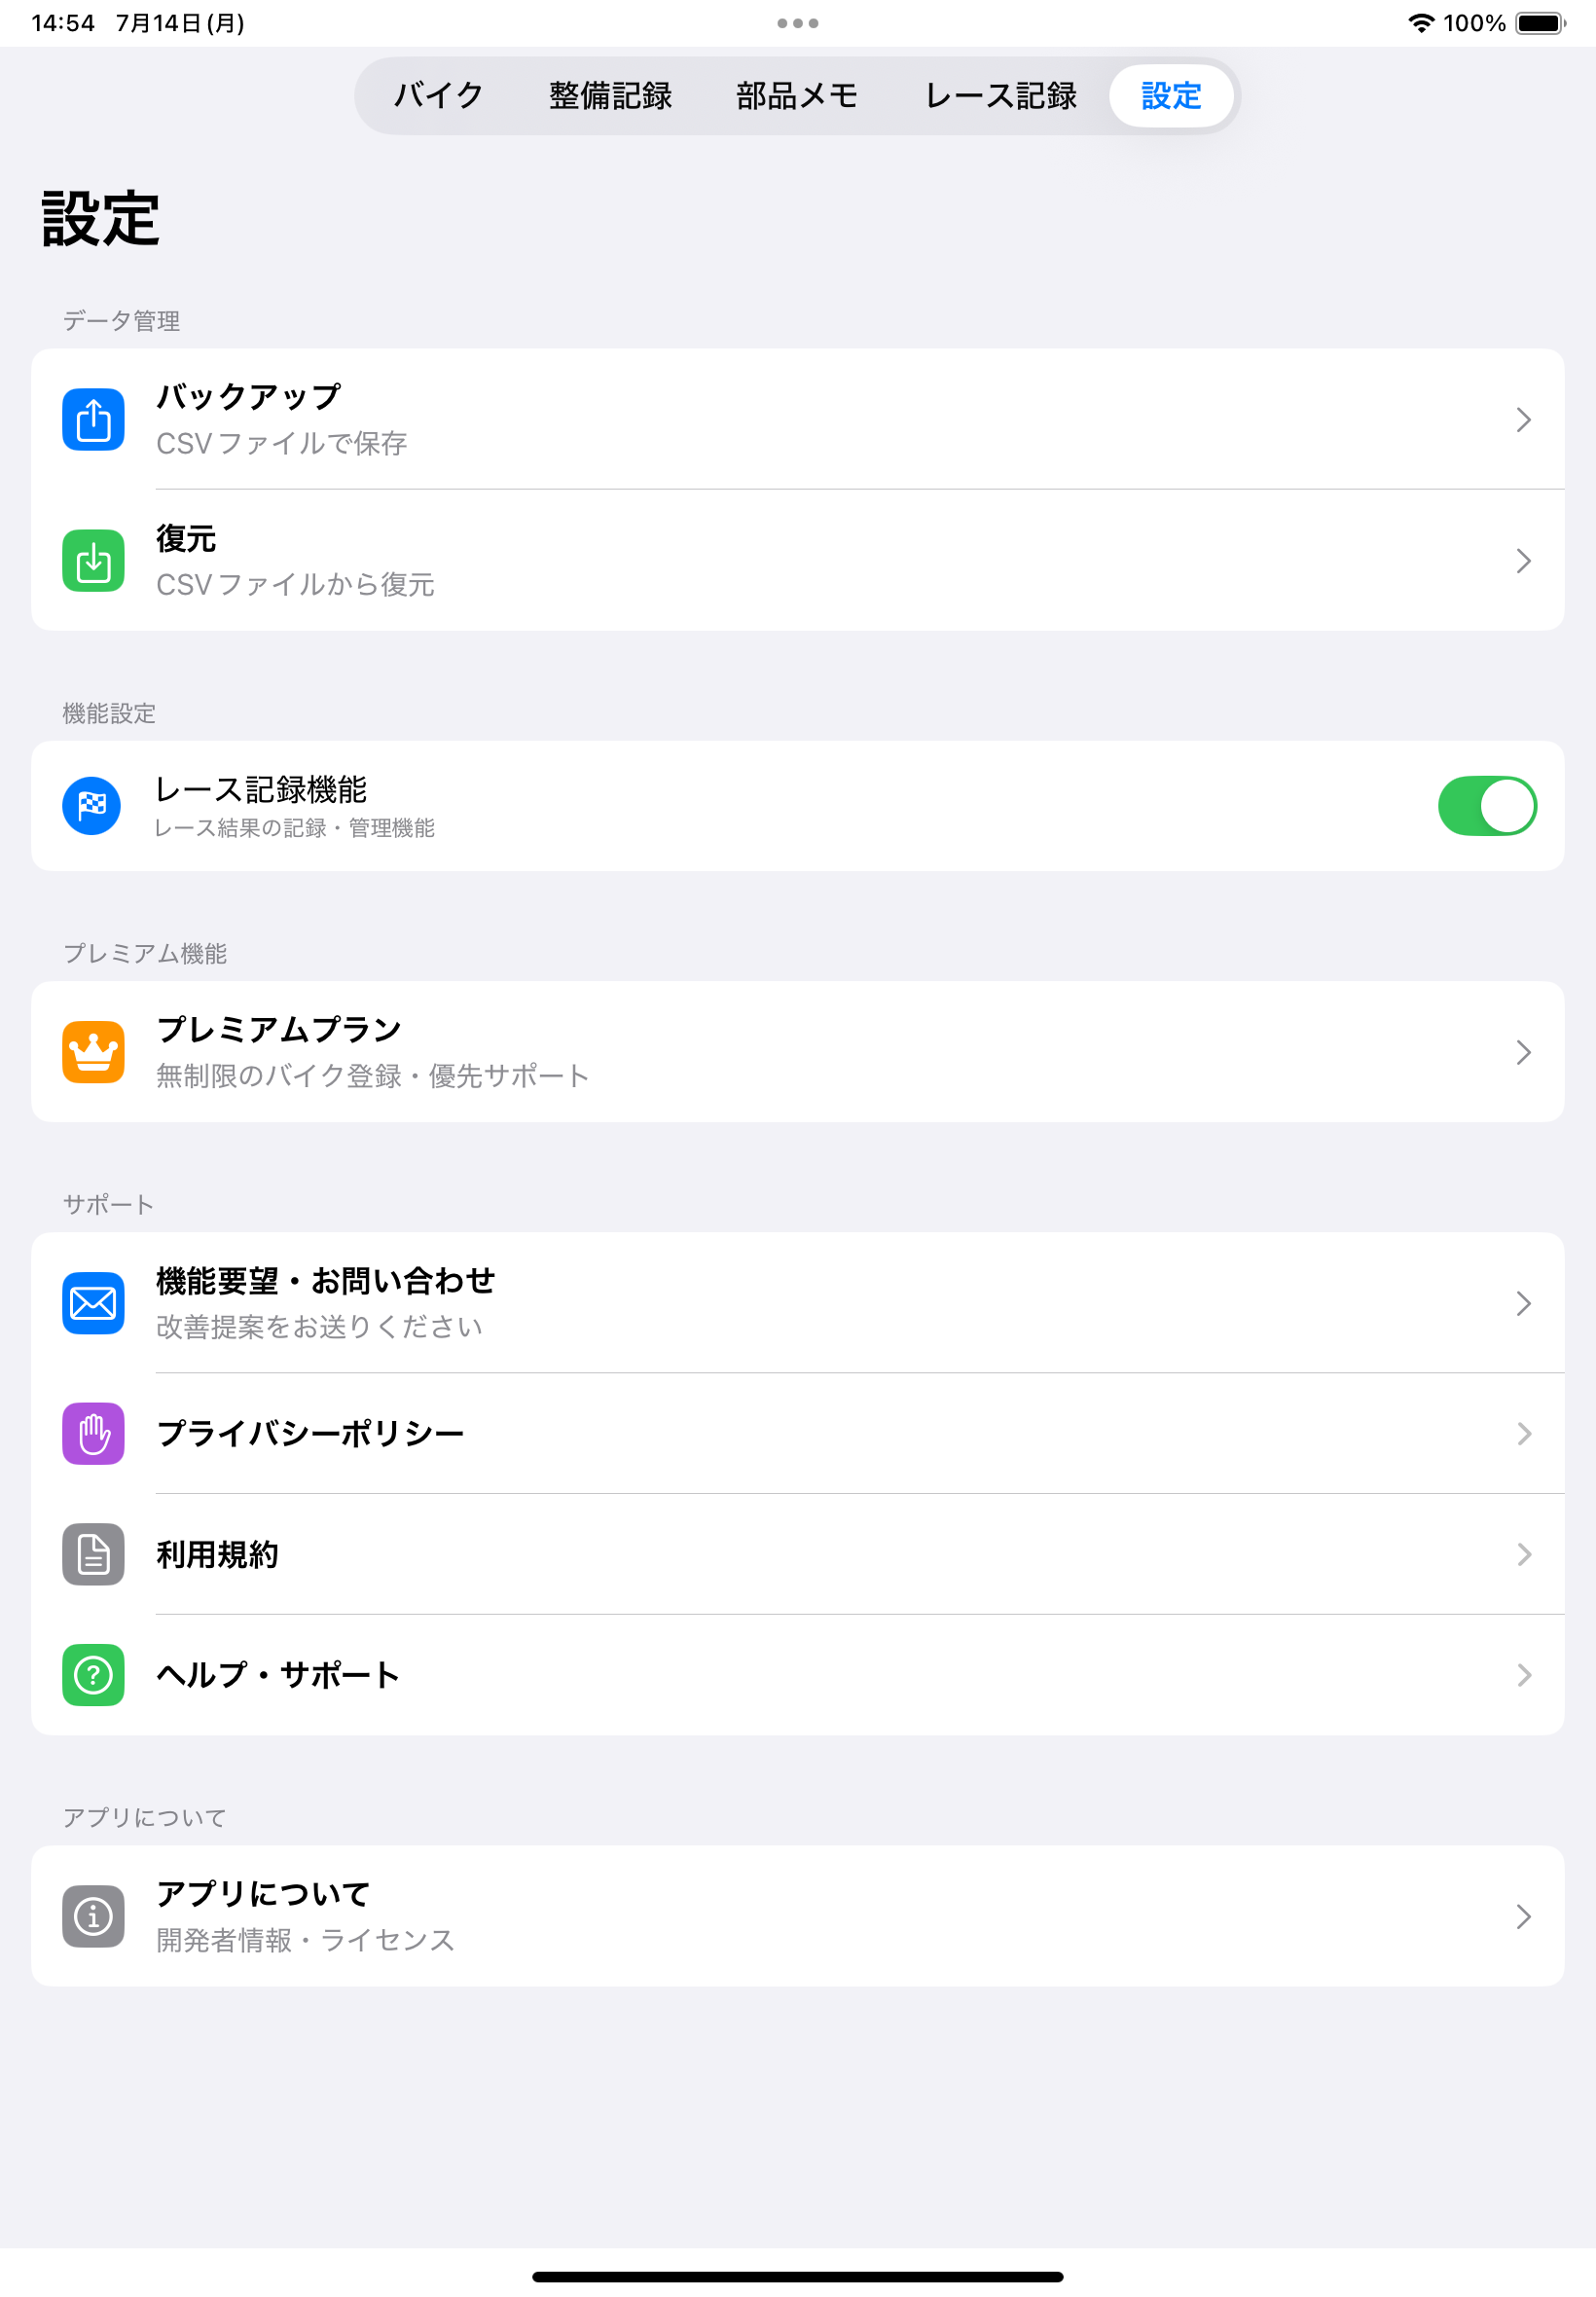 14:54 7月14日(月)
100%
バイク 整備記録 部品メモ レース記録 設定
設定
データ管理
バックアップ
CSVファイルで保存
復元
CSVファイルから復元
機能設定
レース記録機能
レース結果の記録・管理機能
プレミアム機能
プレミアムプラン
無制限のバイク登録・優先サポート
サポート
機能要望・お問い合わせ
改善提案をお送りください
プライバシーポリシー
利用規約
ヘルプ・サポート
アプリについて
アプリについて
開発者情報・ライセンス